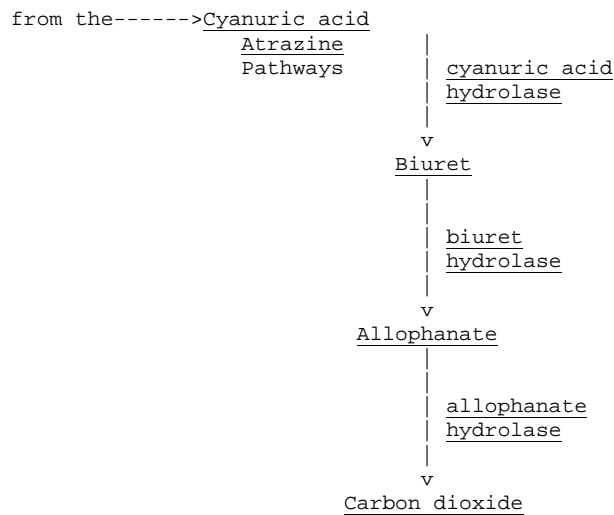 from the------>Cyanuric acid
Atrazine |
Pathways | cyanuric acid
| hydrolase
|
v
Biuret
|
|
| biuret
| hydrolase
|
v
Allophanate
|
|
| allophanate
| hydrolase
|
v
Carbon dioxide